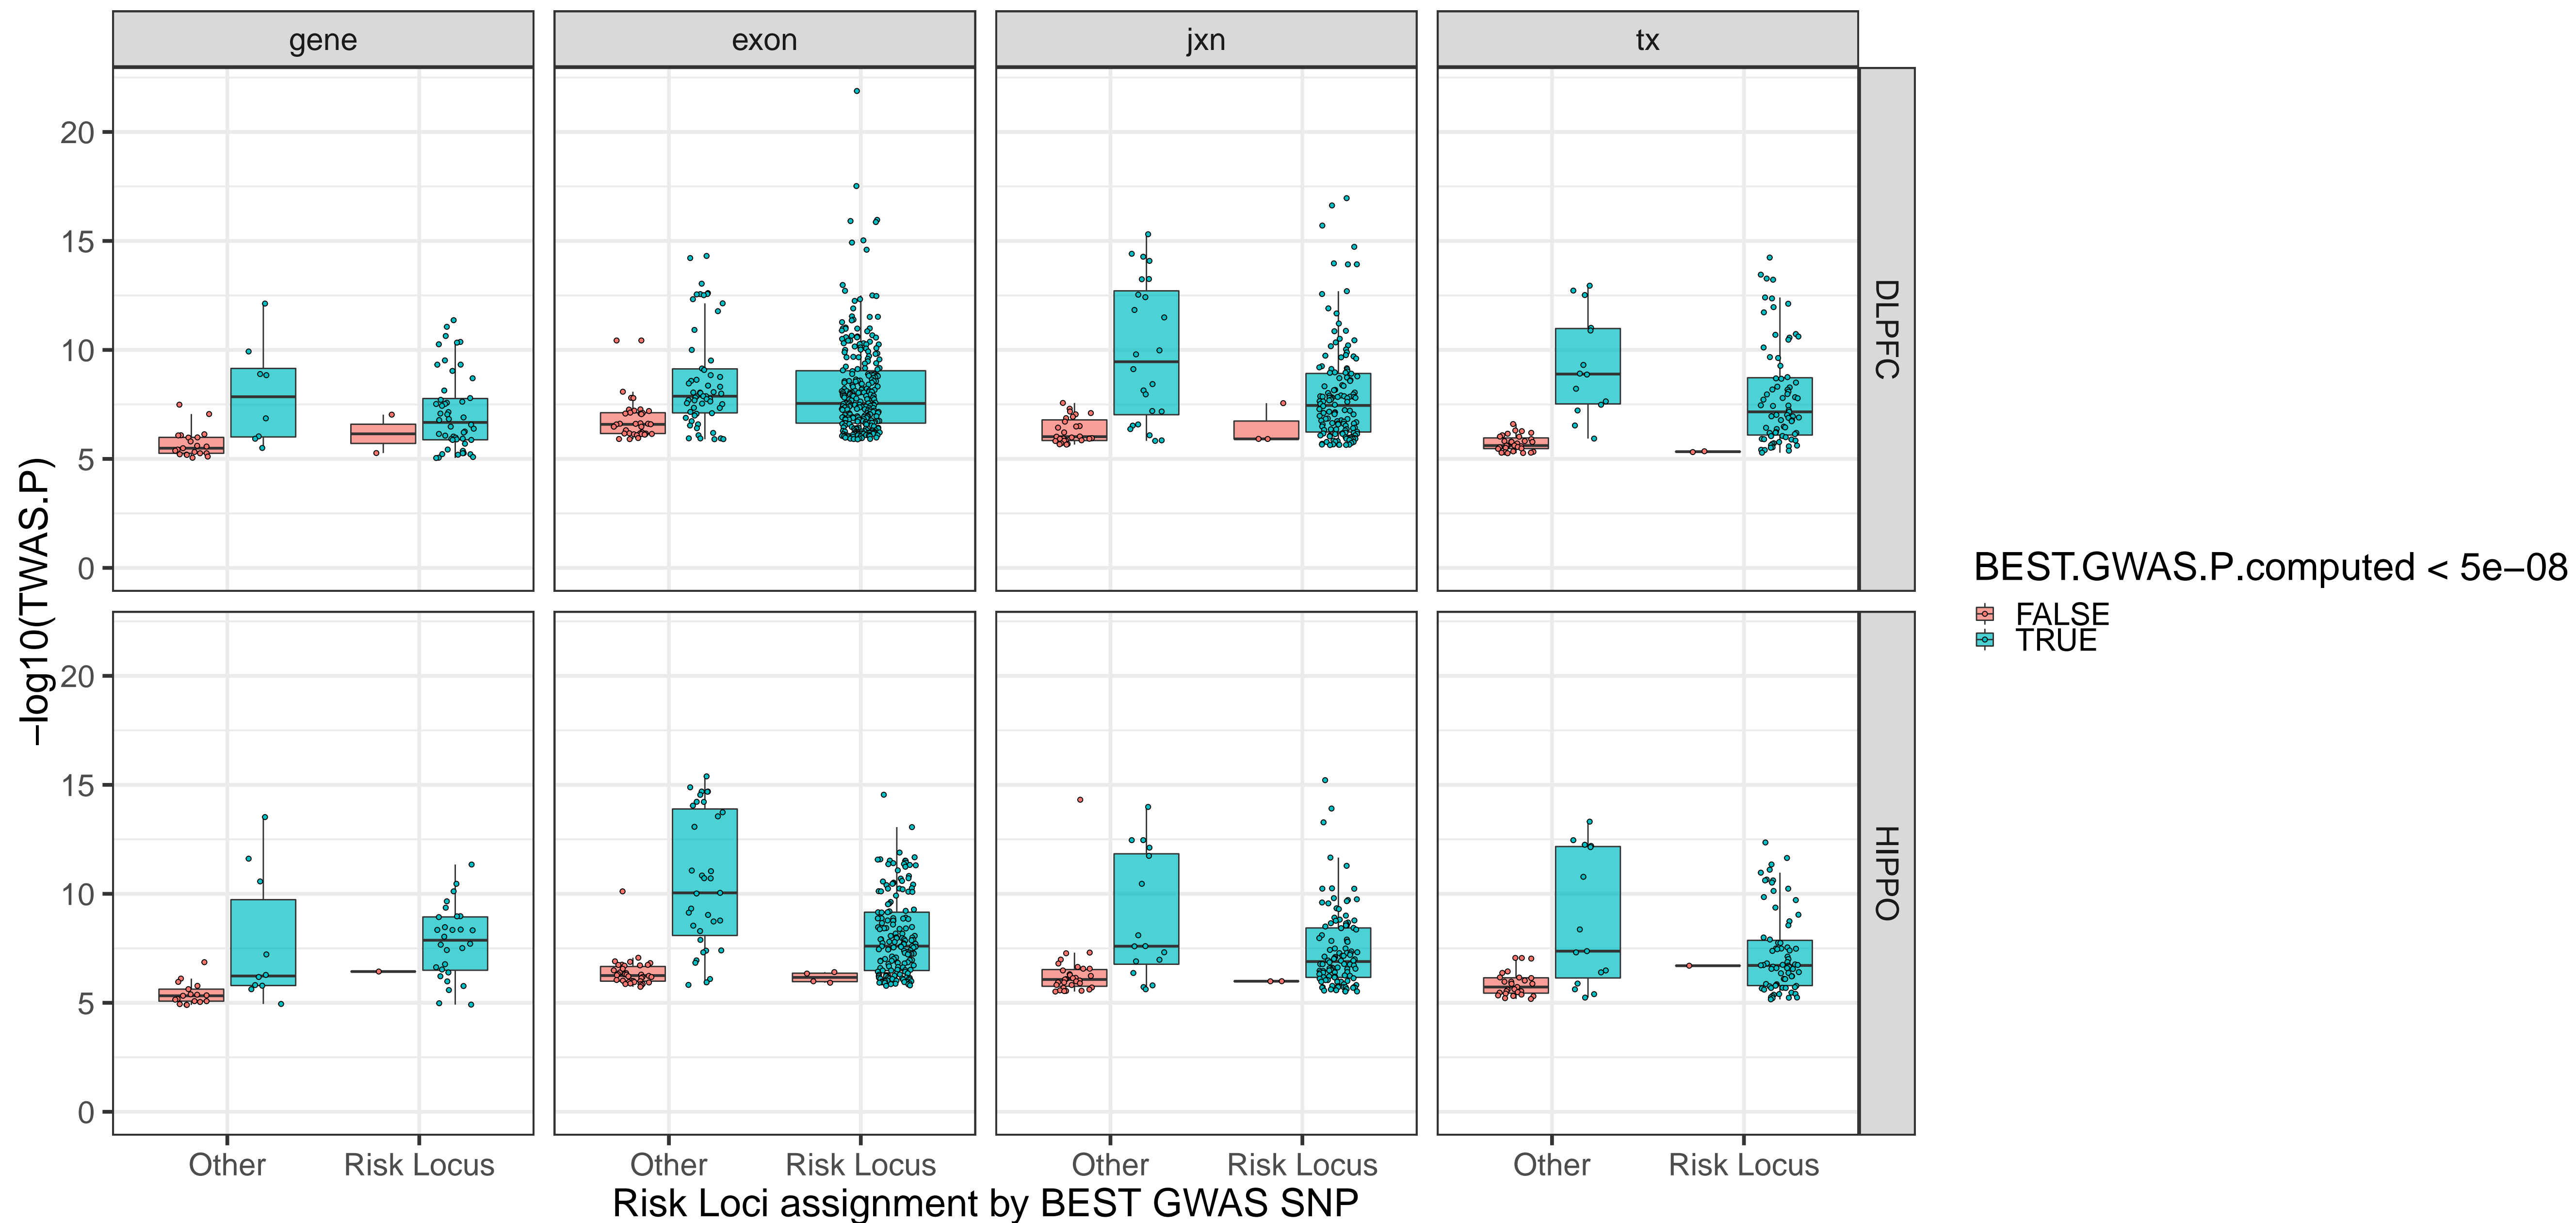 gene exon jxn tx
20
15
10
5
0
DLPFC
20
15
10
5
0
HIPPO
−log10(TWAS.P)
Other Risk Locus Other Risk Locus Other Risk Locus Other Risk Locus
Risk Loci assignment by BEST GWAS SNP
BEST.GWAS.P.computed < 5e−08
FALSE
TRUE